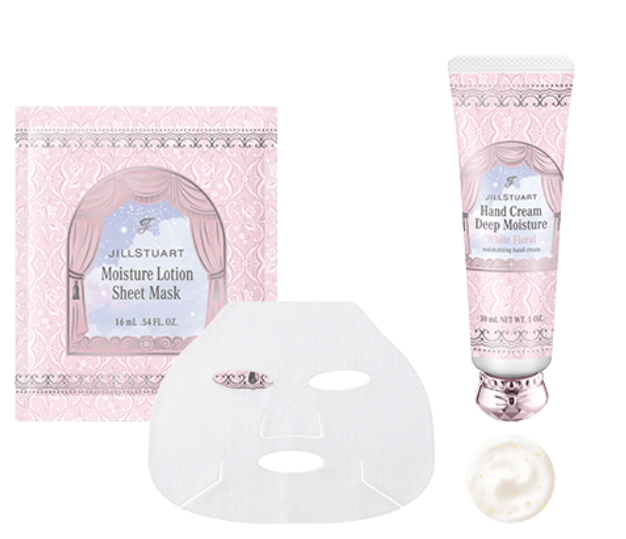 JILLSTUART
Moisture Lotion
Sheet Mask
16 mL .54 FL. OZ.
JILLSTUART
Hand Cream
Deep Moisture
White Floral
moisturizing hand cream
30 mL NET WT. 1 OZ.